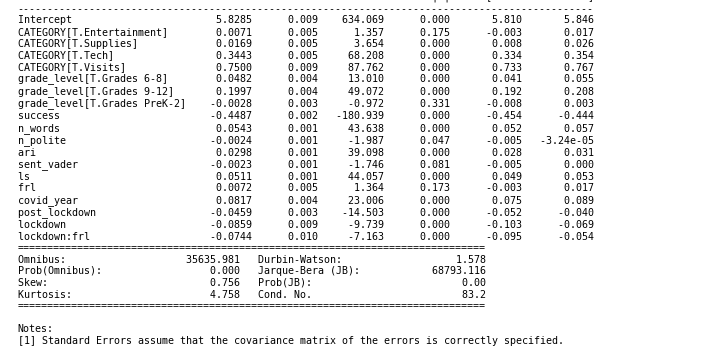 Intercept 5.8285 0.009 634.069 0.000 5.810 5.846
CATEGORY[T.Entertainment] 0.0071 0.005 1.357 0.175 -0.003 0.017
CATEGORY[T.Supplies] 0.0169 0.005 3.654 0.000 0.008 0.026
CATEGORY[T.Tech] 0.3443 0.005 68.208 0.000 0.334 0.354
CATEGORY[T.Visits] 0.7500 0.009 87.762 0.000 0.733 0.767
grade_level[T.Grades 6-8] 0.0482 0.004 13.010 0.000 0.041 0.055
grade_level[T.Grades 9-12] 0.1997 0.004 49.072 0.000 0.192 0.208
grade_level[T.Grades PreK-2] -0.0028 0.003 -0.972 0.331 -0.008 0.003
success -0.4487 0.002 -180.939 0.000 -0.454 -0.444
n_words 0.0543 0.001 43.638 0.000 0.052 0.057
n_polite -0.0024 0.001 -1.987 0.047 -0.005 -3.24e-05
ari 0.0298 0.001 39.098 0.000 0.028 0.031
sent_vader -0.0023 0.001 -1.746 0.081 -0.005 0.000
ls 0.0511 0.001 44.057 0.000 0.049 0.053
frl 0.0072 0.005 1.364 0.173 -0.003 0.017
covid_year 0.0817 0.004 23.006 0.000 0.075 0.089
post_lockdown -0.0459 0.003 -14.503 0.000 -0.052 -0.040
lockdown -0.0859 0.009 -9.739 0.000 -0.103 -0.069
lockdown:frl -0.0744 0.010 -7.163 0.000 -0.095 -0.054
Omnibus: 35635.981 Durbin-Watson: 1.578
Prob(Omnibus): 0.000 Jarque-Bera (JB): 68793.116
Skew: 0.756 Prob(JB): 0.00
Kurtosis: 4.758 Cond. No. 83.2
Notes:
[1] Standard Errors assume that the covariance matrix of the errors is correctly specified.